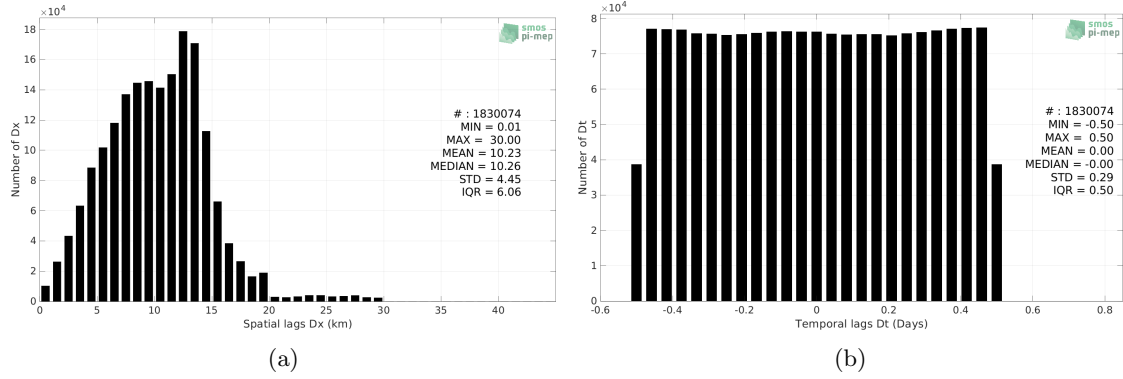 ×10⁴
18
16
14
12
10
8
6
4
2
0
Number of Dx
0 5 10 15 20 25 30 35 40
Spatial lags Dx (km)
smos
pi-mep
# : 1830074
MIN = 0.01
MAX = 30.00
MEAN = 10.23
MEDIAN = 10.26
STD = 4.45
IQR = 6.06
(a)
×10⁴
8
7
6
5
4
3
2
1
0
Number of Dt
-0.6 -0.4 -0.2 0 0.2 0.4 0.6 0.8
Temporal lags Dt (Days)
smos
pi-mep
# : 1830074
MIN = -0.50
MAX = 0.50
MEAN = 0.00
MEDIAN = -0.00
STD = 0.29
IQR = 0.50
(b)